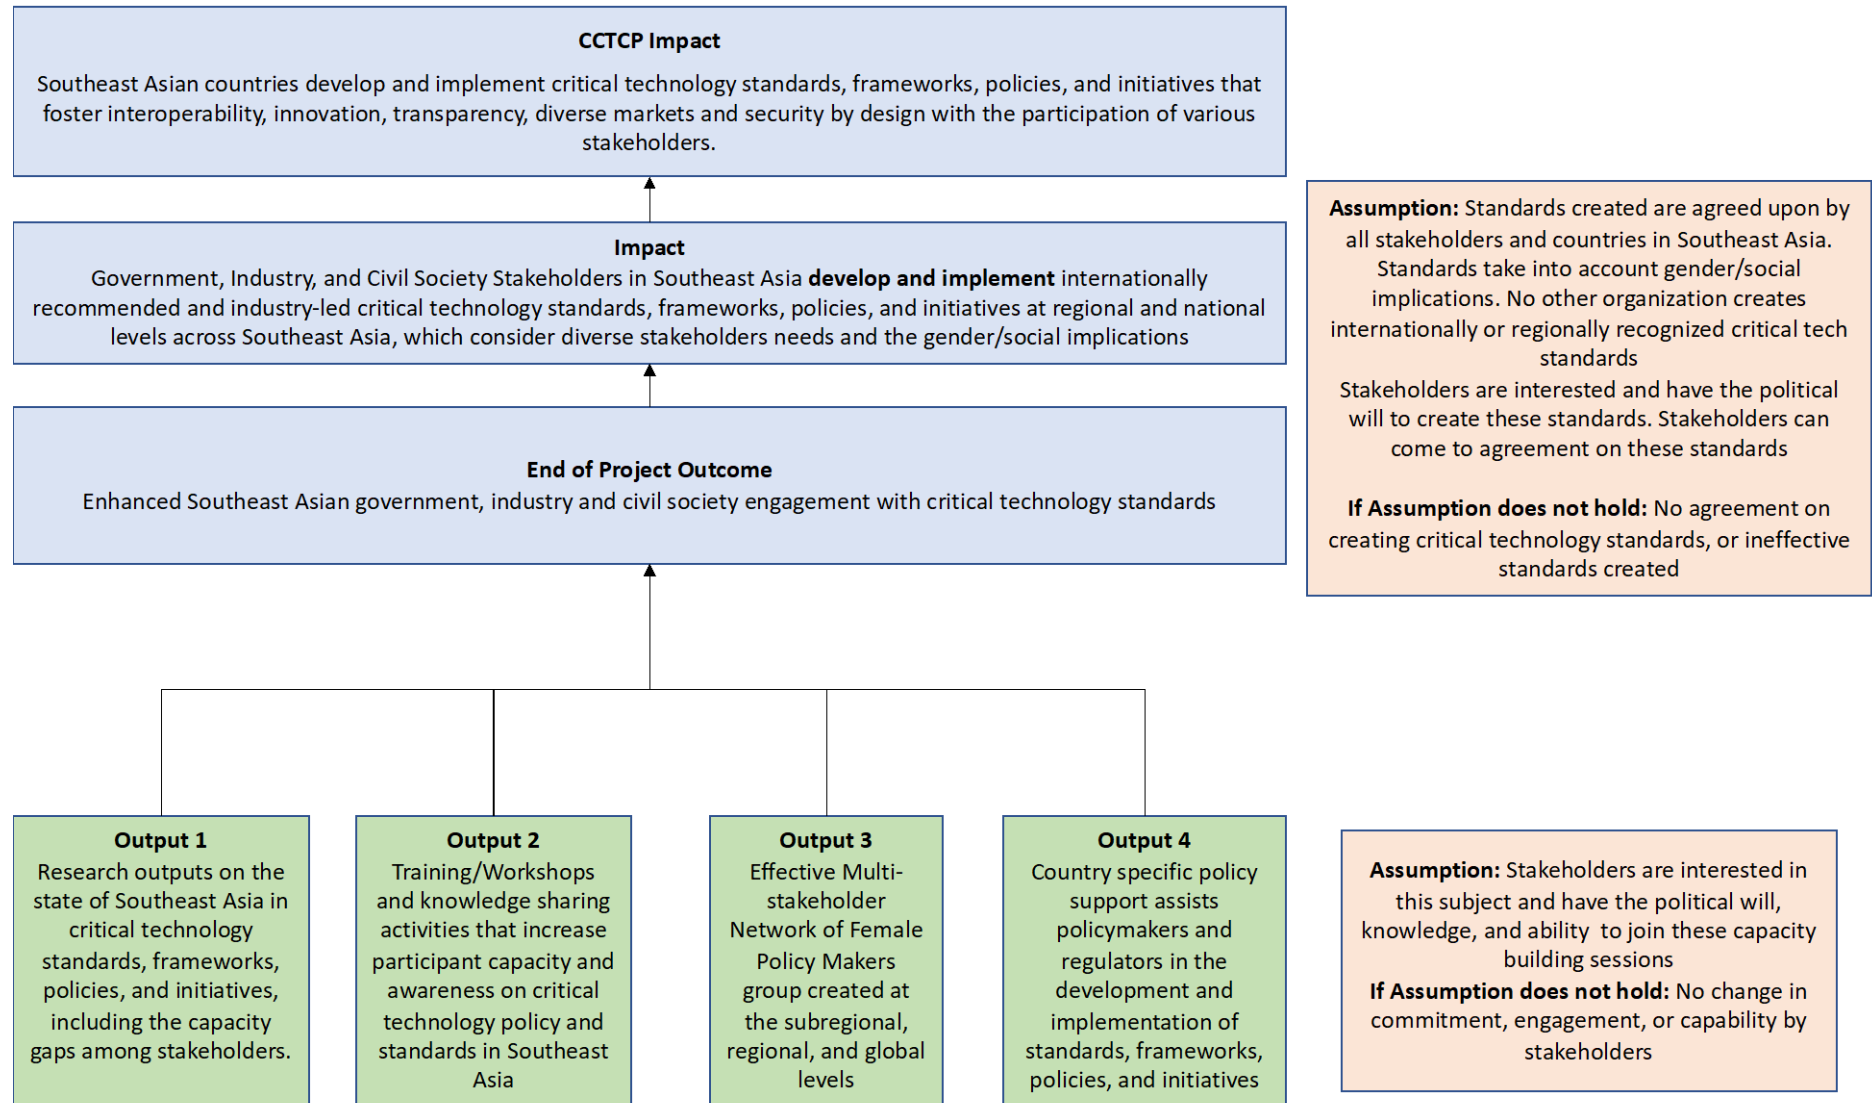 CCTCP Impact
Southeast Asian countries develop and implement critical technology standards, frameworks, policies, and initiatives that
foster interoperability, innovation, transparency, diverse markets and security by design with the participation of various
stakeholders.
Impact
Government, Industry, and Civil Society Stakeholders in Southeast Asia develop and implement internationally
recommended and industry-led critical technology standards, frameworks, policies, and initiatives at regional and national
levels across Southeast Asia, which consider diverse stakeholders needs and the gender/social implications
End of Project Outcome
Enhanced Southeast Asian government, industry and civil society engagement with critical technology standards
Assumption: Standards created are agreed upon by
all stakeholders and countries in Southeast Asia.
Standards take into account gender/social
implications. No other organization creates
internationally or regionally recognized critical tech
standards
Stakeholders are interested and have the political
will to create these standards. Stakeholders can
come to agreement on these standards
If Assumption does not hold: No agreement on
creating critical technology standards, or ineffective
standards created
Output 1
Research outputs on the
state of Southeast Asia in
critical technology
standards, frameworks,
policies, and initiatives,
including the capacity
gaps among stakeholders.
Output 2
Training/Workshops
and knowledge sharing
activities that increase
participant capacity and
awareness on critical
technology policy and
standards in Southeast
Asia
Output 3
Effective Multi-
stakeholder
Network of Female
Policy Makers
group created at
the subregional,
regional, and global
levels
Output 4
Country specific policy
support assists
policymakers and
regulators in the
development and
implementation of
standards, frameworks,
policies, and initiatives
Assumption: Stakeholders are interested in
this subject and have the political will,
knowledge, and ability to join these capacity
building sessions
If Assumption does not hold: No change in
commitment, engagement, or capability by
stakeholders